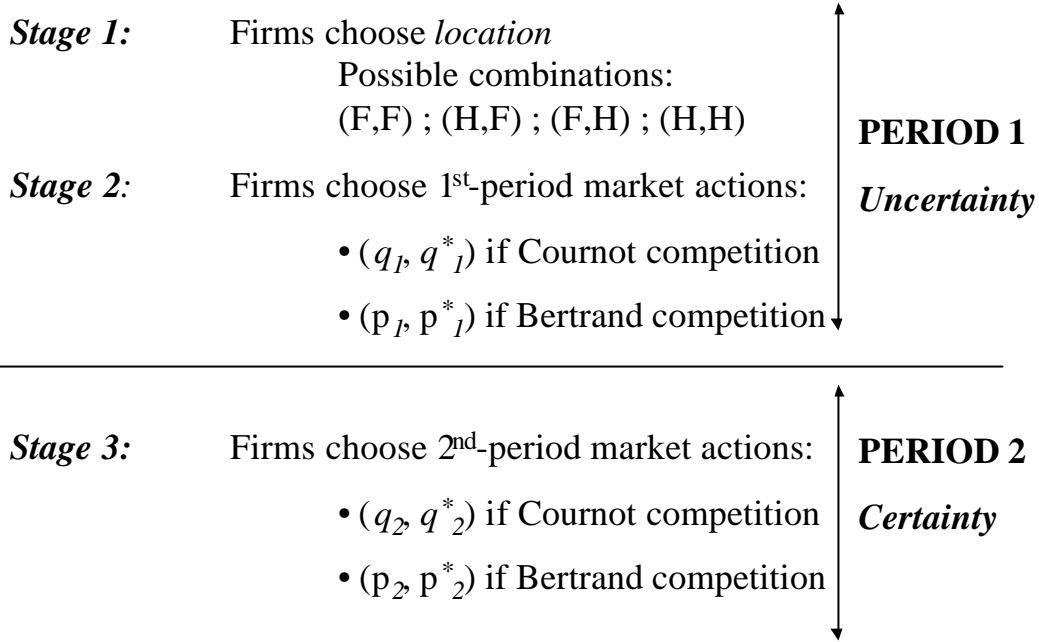 Stage 1: Firms choose location
Possible combinations:
(F,F) ; (H,F) ; (F,H) ; (H,H)
PERIOD 1
Stage 2: Firms choose 1st-period market actions:
Uncertainty
• (q1, q*1) if Cournot competition
• (p1, p*1) if Bertrand competition
Stage 3: Firms choose 2nd-period market actions:
PERIOD 2
• (q2, q*2) if Cournot competition
Certainty
• (p2, p*2) if Bertrand competition